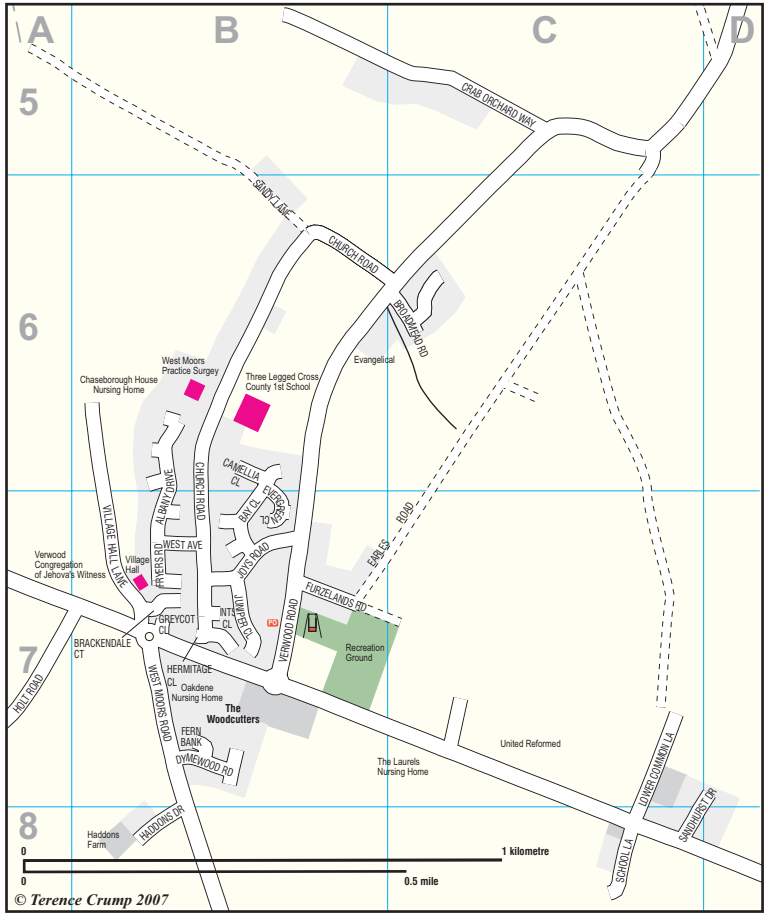 A
B
C
D
5
CRAB ORCHARD WAY
SANDY LANE
CHURCH ROAD
6
BROADMEAD RD
Evangelical
West Moors
Practice Surgey
Chaseborough House
Nursing Home
Three Legged Cross
County 1st School
CAMELLIA
CL
EVERGREEN
CL
BAY CL
ALBANY DRIVE
CHURCH ROAD
VILLAGE HALL LANE
WEST AVE
JOYS ROAD
EARLES ROAD
Verwood
Congregation
of Jehova's Witness
Village
Hall
FRYERS RD
FURZELANDS RD
JUNIPER CL
INTS
CL
GREYCOT
CL
PO
VERWOOD ROAD
Recreation
Ground
7
BRACKENDALE
CT
HERMITAGE
CL
HOLT ROAD
WEST MOORS ROAD
Oakdene
Nursing Home
The
Woodcutters
FERN
BANK
DYMEWOOD RD
United Reformed
The Laurels
Nursing Home
LOWER COMMON LA
SANDHURST DR
8
HADDONS DR
Haddons
Farm
SCHOOL LA
0
1 kilometre
0
0.5 mile
© Terence Crump 2007